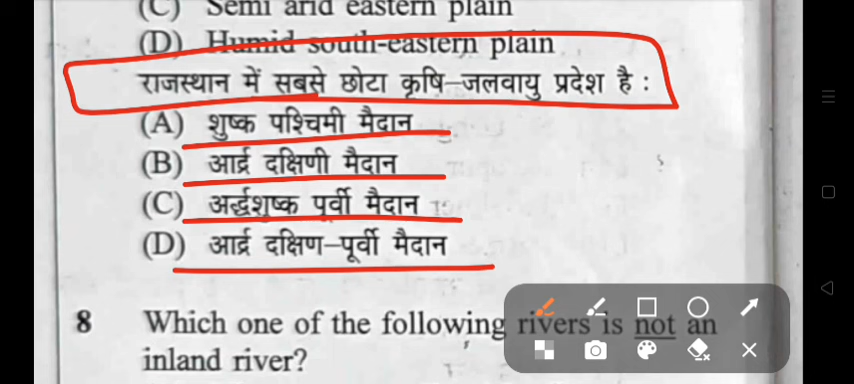 (C) Semi arid eastern plain
(D) Humid south-eastern plain
राजस्थान में सबसे छोटा कृषि-जलवायु प्रदेश है :
(A) शुष्क पश्चिमी मैदान
(B) आर्द्र दक्षिणी मैदान
(C) अर्द्धशुष्क पूर्वी मैदान
(D) आर्द्र दक्षिण-पूर्वी मैदान
8 Which one of the following rivers is not an
inland river?